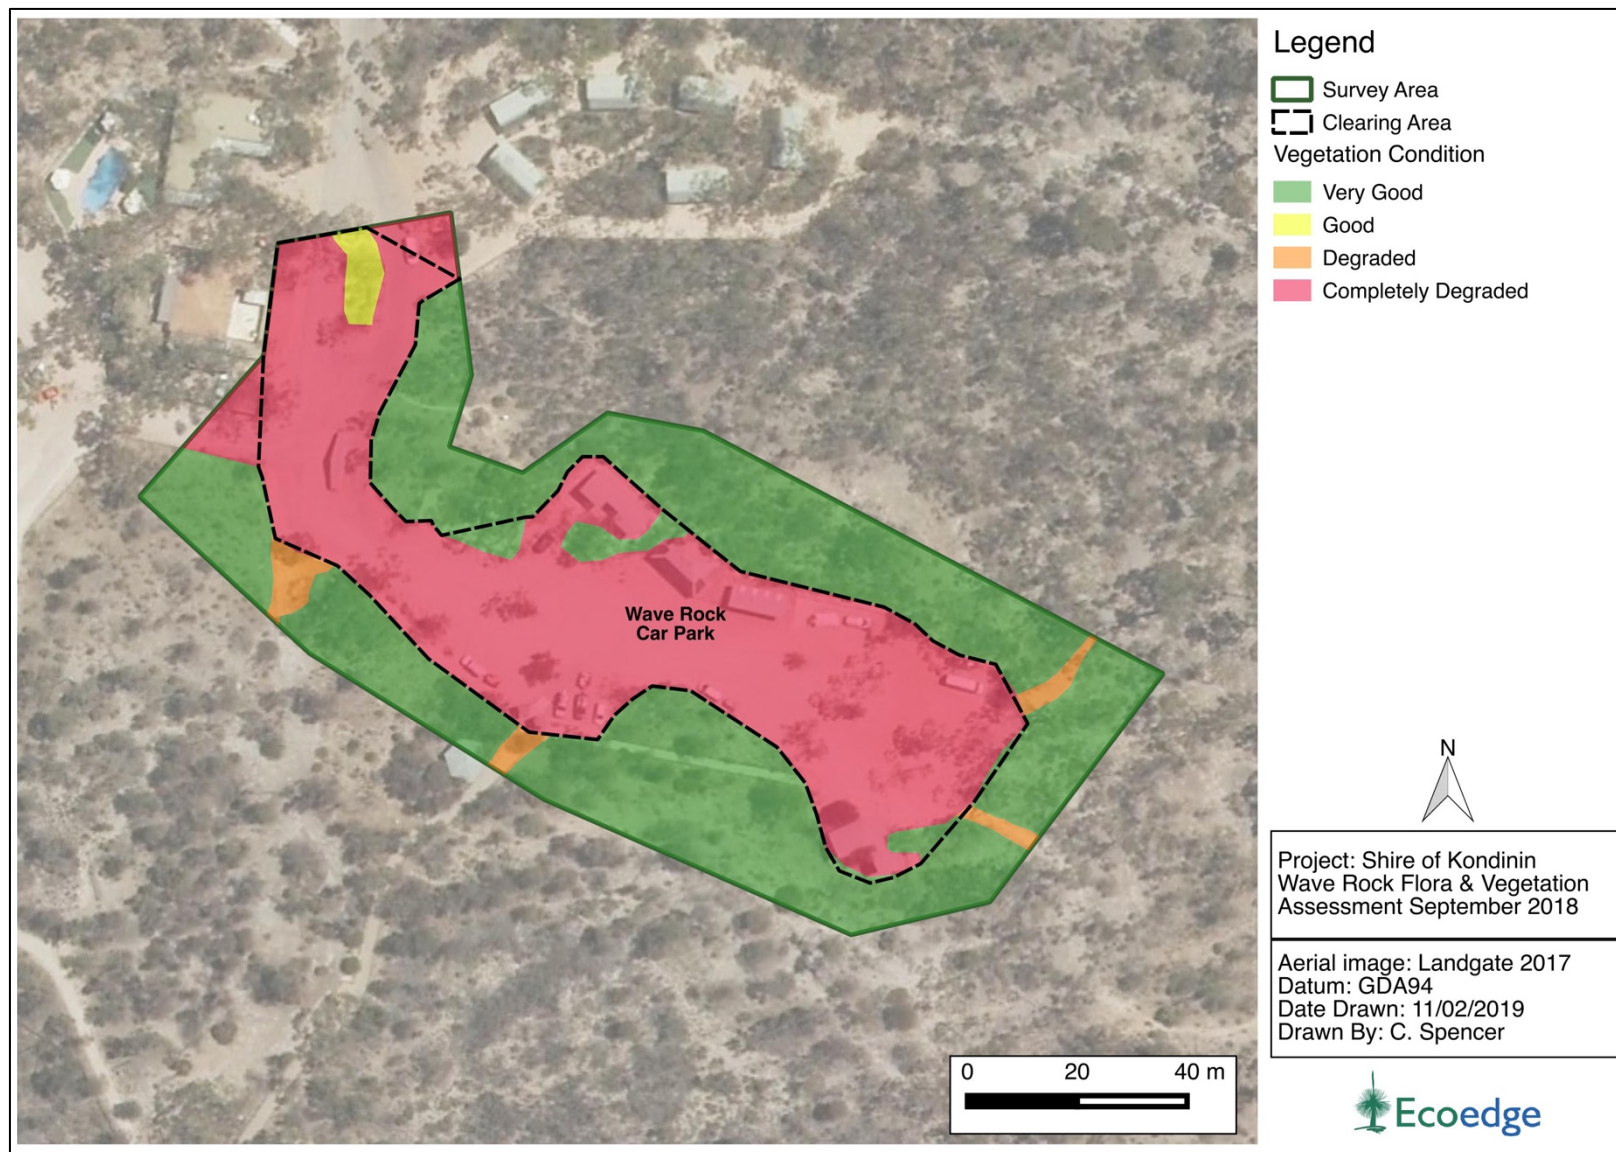 Legend
Survey Area
Clearing Area
Vegetation Condition
Very Good
Good
Degraded
Completely Degraded
Wave Rock
Car Park
N
Project: Shire of Kondinin
Wave Rock Flora & Vegetation
Assessment September 2018
Aerial image: Landgate 2017
Datum: GDA94
Date Drawn: 11/02/2019
Drawn By: C. Spencer
0 20 40 m
Ecoedge